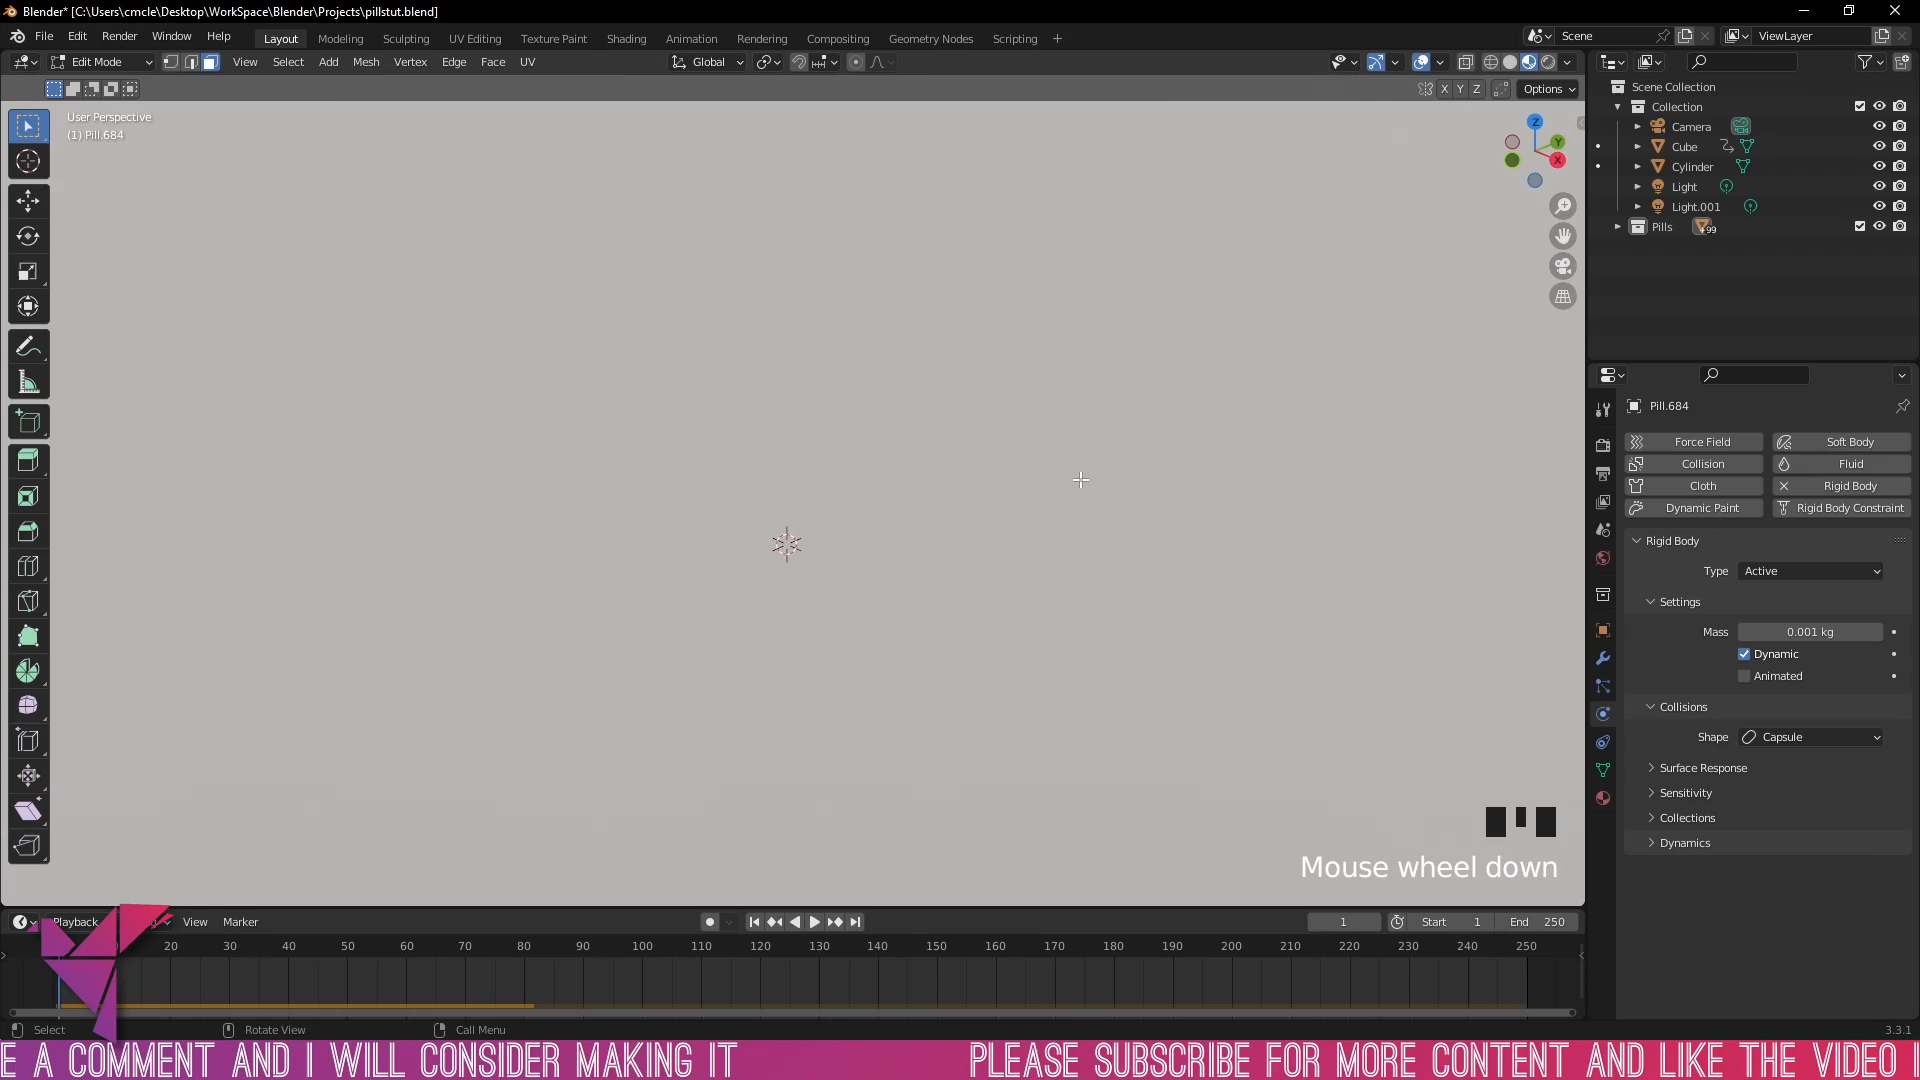 Blender* [C:\Users\cmcle\Desktop\WorkSpace\Blender\Projects\pillstut.blend]
File Edit Render Window Help
Layout Modeling Sculpting UV Editing Texture Paint Shading Animation Rendering Compositing Geometry Nodes Scripting +
Scene
ViewLayer
Edit Mode
View Select Add Mesh Vertex Edge Face UV
Global
X Y Z
Options
User Perspective
(1) Pill.684
Z
Y
X
Mouse wheel down
Scene Collection
Collection
Camera
Cube
Cylinder
Light
Light.001
Pills
+99
Pill.684
Force Field Soft Body
Collision Fluid
Cloth Rigid Body
Dynamic Paint Rigid Body Constraint
Rigid Body
Type Active
Settings
Mass 0.001 kg
Dynamic
Animated
Collisions
Shape Capsule
Surface Response
Sensitivity
Collections
Dynamics
Playback View Marker
1 Start 1 End 250
20 30 40 50 60 70 80 90 100 110 120 130 140 150 160 170 180 190 200 210 220 230 240 250
Select Rotate View Call Menu
3.3.1
E A COMMENT AND I WILL CONSIDER MAKING IT PLEASE SUBSCRIBE FOR MORE CONTENT AND LIKE THE VIDEO I